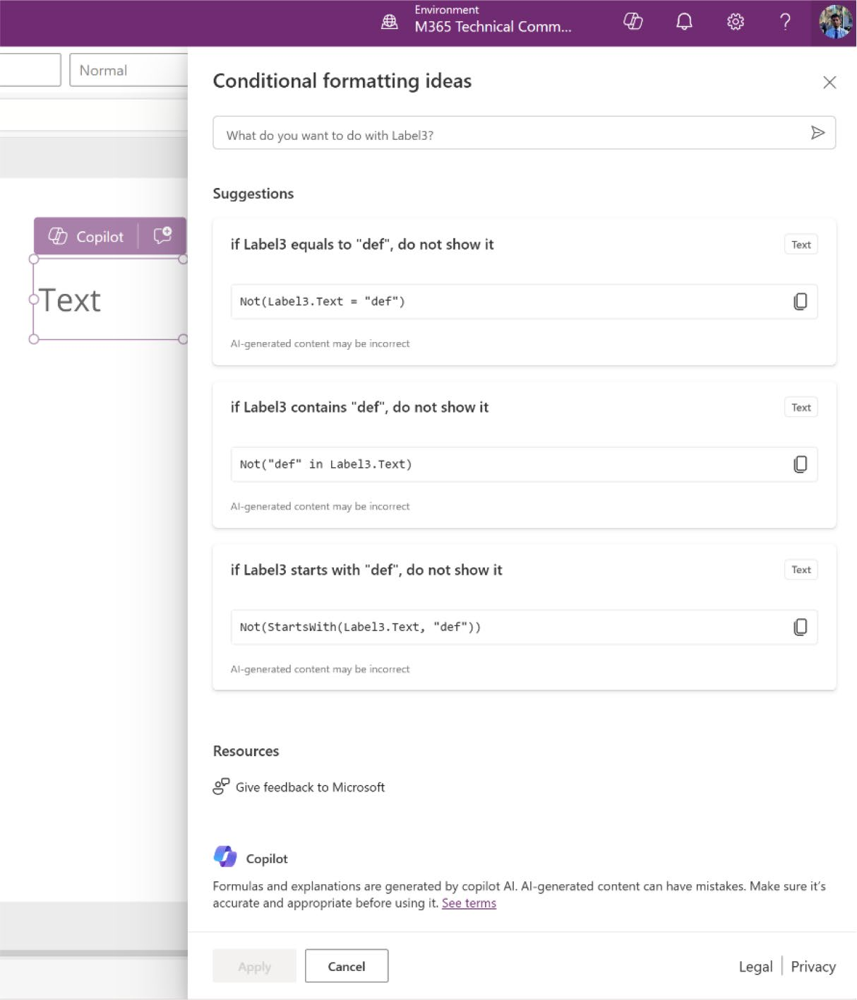 Environment
M365 Technical Comm...
Normal
Conditional formatting ideas
What do you want to do with Label3?
Suggestions
Copilot
Text
if Label3 equals to "def", do not show it
Text
Not(Label3.Text = "def")
AI-generated content may be incorrect
if Label3 contains "def", do not show it
Text
Not("def" in Label3.Text)
AI-generated content may be incorrect
if Label3 starts with "def", do not show it
Text
Not(StartsWith(Label3.Text, "def"))
AI-generated content may be incorrect
Resources
Give feedback to Microsoft
Copilot
Formulas and explanations are generated by copilot AI. AI-generated content can have mistakes. Make sure it's
accurate and appropriate before using it. See terms
Apply
Cancel
Legal
Privacy